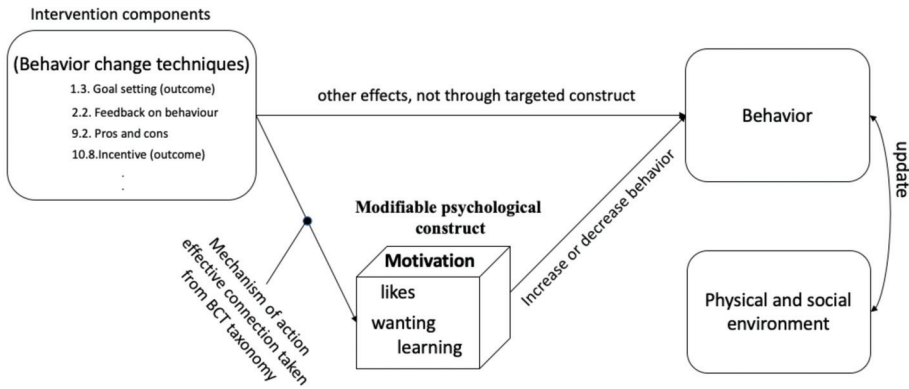 Intervention components
(Behavior change techniques)
1.3. Goal setting (outcome)
2.2. Feedback on behaviour
9.2. Pros and cons
10.8.Incentive (outcome)
.
.
other effects, not through targeted construct
Behavior
update
Physical and social
environment
Modifiable psychological
construct
Motivation
likes
wanting
learning
Increase or decrease behavior
Mechanism of action
effective connection taken
from BCT taxonomy